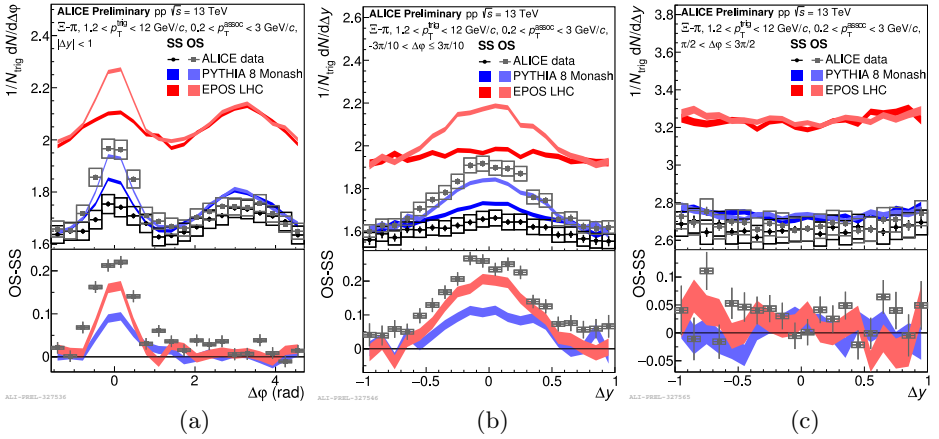 ALICE Preliminary pp √s = 13 TeV
Ξ-π, 1.2 < p_T^trig < 12 GeV/c, 0.2 < p_T^assoc < 3 GeV/c,
|Δy| < 1
SS OS
ALICE data
PYTHIA 8 Monash
EPOS LHC
1/N_trig dN/dΔφ
2.4
2.2
2
1.8
1.6
OS-SS
0.2
0.1
0
0 2 4
Δφ (rad)
ALI-PREL-327536
(a)
ALICE Preliminary pp √s = 13 TeV
Ξ-π, 1.2 < p_T^trig < 12 GeV/c, 0.2 < p_T^assoc < 3 GeV/c,
-3π/10 < Δφ ≤ 3π/10
SS OS
ALICE data
PYTHIA 8 Monash
EPOS LHC
1/N_trig dN/dΔy
2.6
2.4
2.2
2
1.8
1.6
OS-SS
0.2
0.1
0
-1 -0.5 0 0.5 1
Δy
ALI-PREL-327546
(b)
ALICE Preliminary pp √s = 13 TeV
Ξ-π, 1.2 < p_T^trig < 12 GeV/c, 0.2 < p_T^assoc < 3 GeV/c,
π/2 < Δφ ≤ 3π/2
SS OS
ALICE data
PYTHIA 8 Monash
EPOS LHC
1/N_trig dN/dΔy
3.8
3.6
3.4
3.2
3
2.8
2.6
OS-SS
0.1
0.05
0
-0.05
-1 -0.5 0 0.5 1
Δy
ALI-PREL-327565
(c)